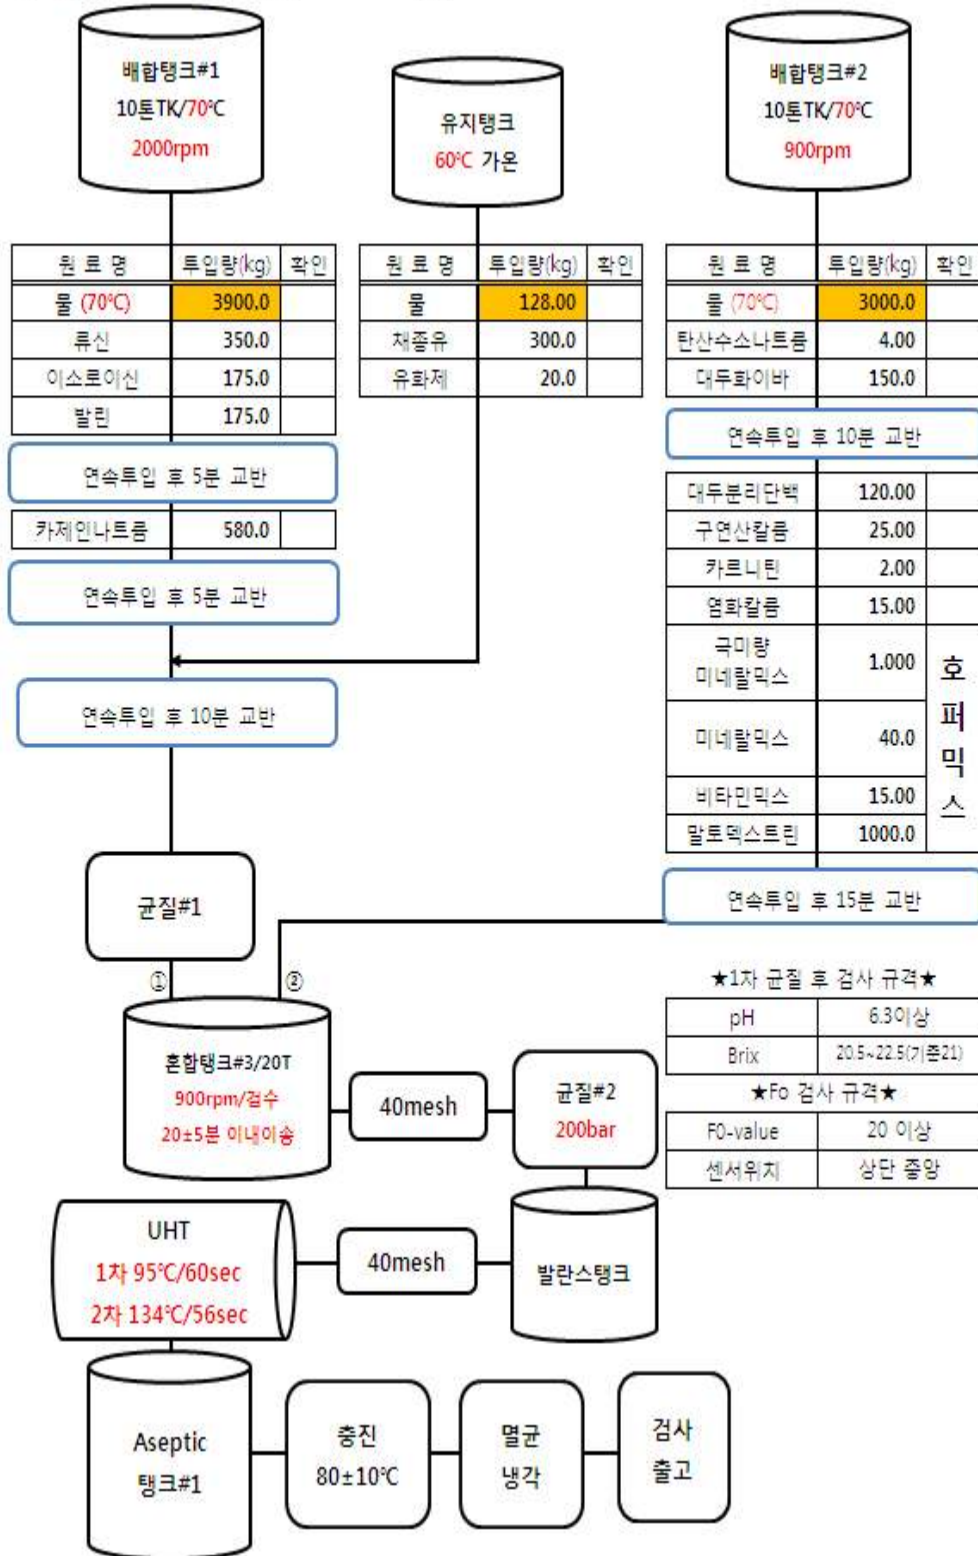 배합탱크#1
10톤TK/70℃
2000rpm
유지탱크
60℃ 가온
배합탱크#2
10톤TK/70℃
900rpm
원 료 명 투입량(kg) 확인
물 (70℃) 3900.0
류신 350.0
이소로이신 175.0
발린 175.0
연속투입 후 5분 교반
카제인나트륨 580.0
연속투입 후 5분 교반
연속투입 후 10분 교반
원 료 명 투입량(kg) 확인
물 128.00
채종유 300.0
유화제 20.0
원 료 명 투입량(kg) 확인
물 (70℃) 3000.0
탄산수소나트륨 4.00
대두화이바 150.0
연속투입 후 10분 교반
대두분리단백 120.00
구연산칼륨 25.00
카르니틴 2.00
염화칼륨 15.00
극미량
미네랄믹스 1.000
미네랄믹스 40.0
비타민믹스 15.00
말토덱스트린 1000.0
호퍼믹스
연속투입 후 15분 교반
균질#1
① ②
혼합탱크#3/20T
900rpm/검수
20±5분 이내이송
40mesh
균질#2
200bar
★1차 균질 후 검사 규격★
pH 6.3이상
Brix 20.5~22.5(기준21)
★Fo 검사 규격★
F0-value 20 이상
센서위치 상단 중앙
UHT
1차 95℃/60sec
2차 134℃/56sec
40mesh
발란스탱크
Aseptic
탱크#1
충진
80±10℃
멸균
냉각
검사
출고